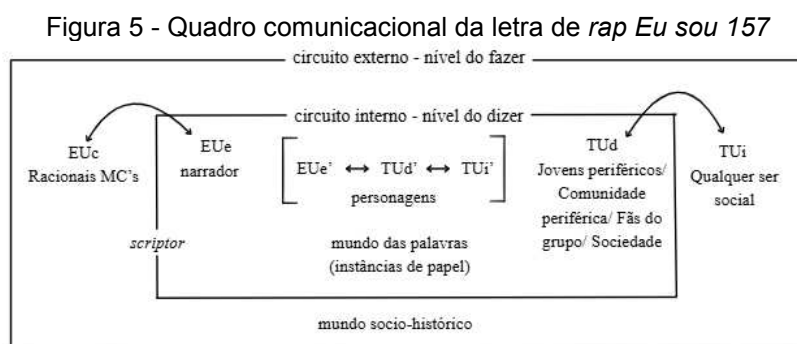 Figura 5 - Quadro comunicacional da letra de rap Eu sou 157
circuito externo - nível do fazer
circuito interno - nível do dizer
EUc
Racionais MC's
EUe
narrador
EUe' ↔ TUd' ↔ TUi'
personagens
TUd
Jovens periféricos/
Comunidade
periférica/ Fãs do
grupo/ Sociedade
TUi
Qualquer ser
social
scriptor
mundo das palavras
(instâncias de papel)
mundo socio-histórico